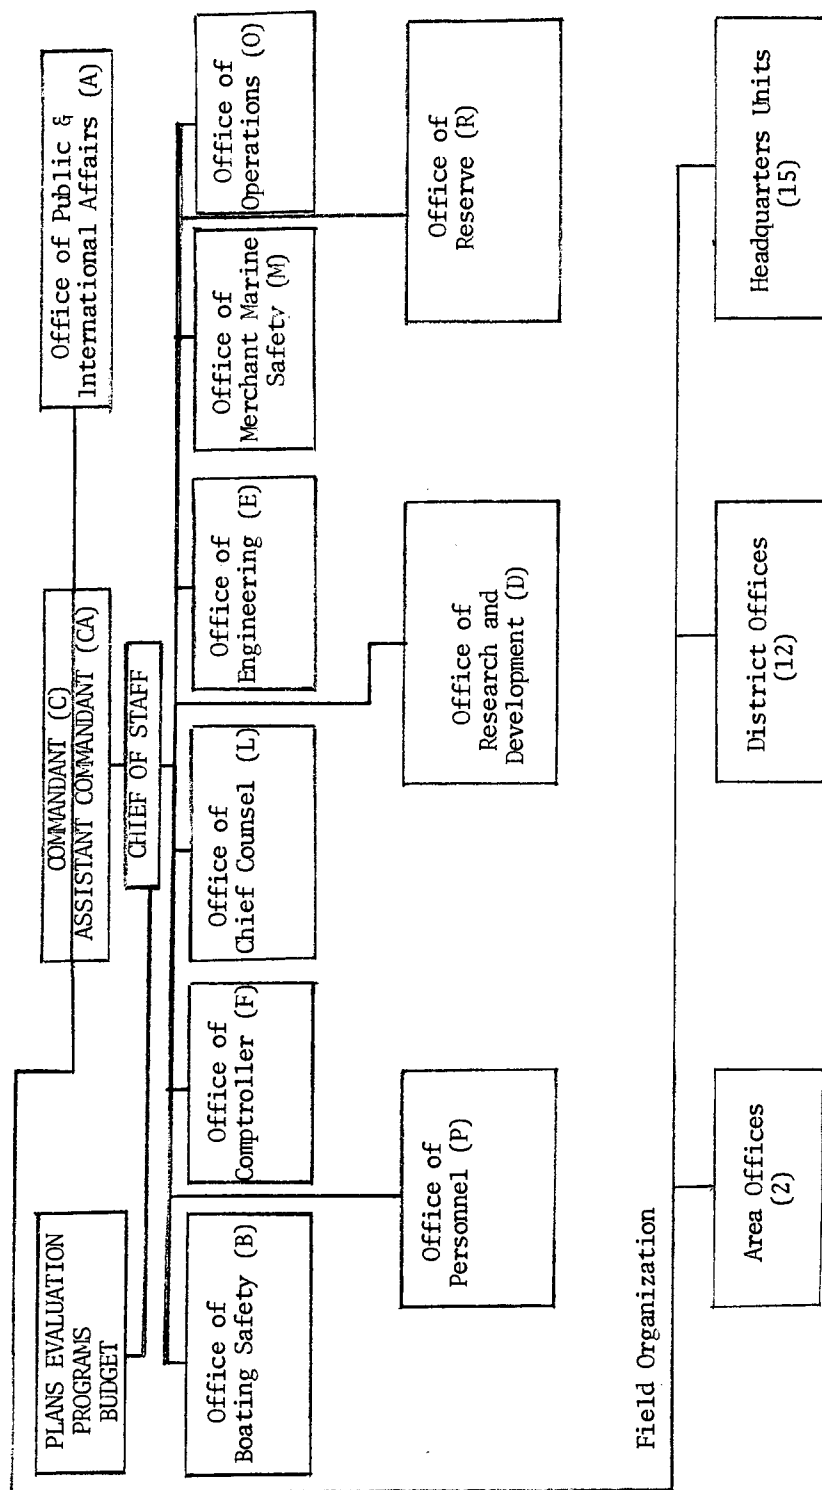 COMMANDANT (C)
ASSISTANT COMMANDANT (CA)
Office of Public &
International Affairs (A)
PLANS EVALUATION
PROGRAMS
BUDGET
CHIEF OF STAFF
Office of
Boating Safety (B)
Office of
Comptroller (F)
Office of
Chief Counsel (L)
Office of
Engineering (E)
Office of
Merchant Marine
Safety (M)
Office of
Operations (O)
Office of
Personnel (P)
Office of
Research and
Development (D)
Office of
Reserve (R)
Field Organization
Area Offices
(2)
District Offices
(12)
Headquarters Units
(15)